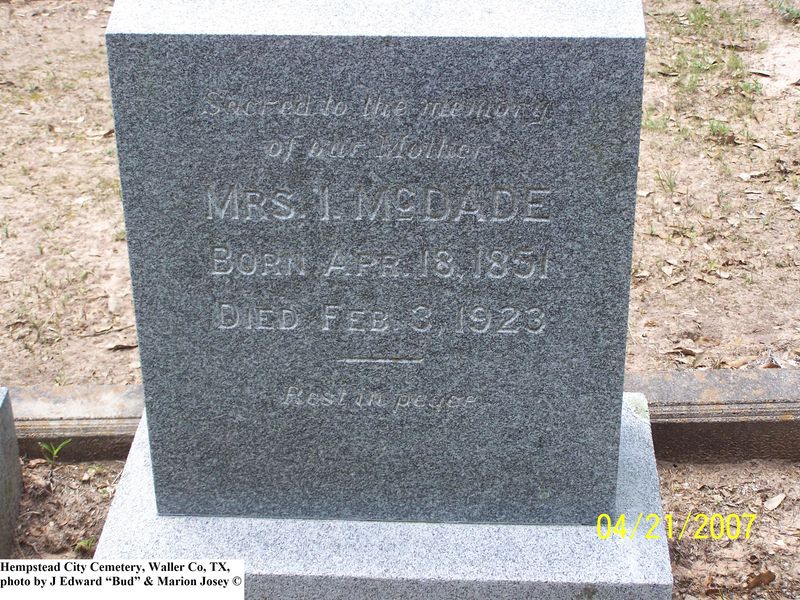 Sacred to the memory
of our Mother
MRS. I. McDADE
BORN APR. 18, 1851
DIED FEB. 3, 1923
Rest in peace
04/21/2007
Hempstead City Cemetery, Waller Co, TX,
photo by J Edward “Bud” & Marion Josey ©